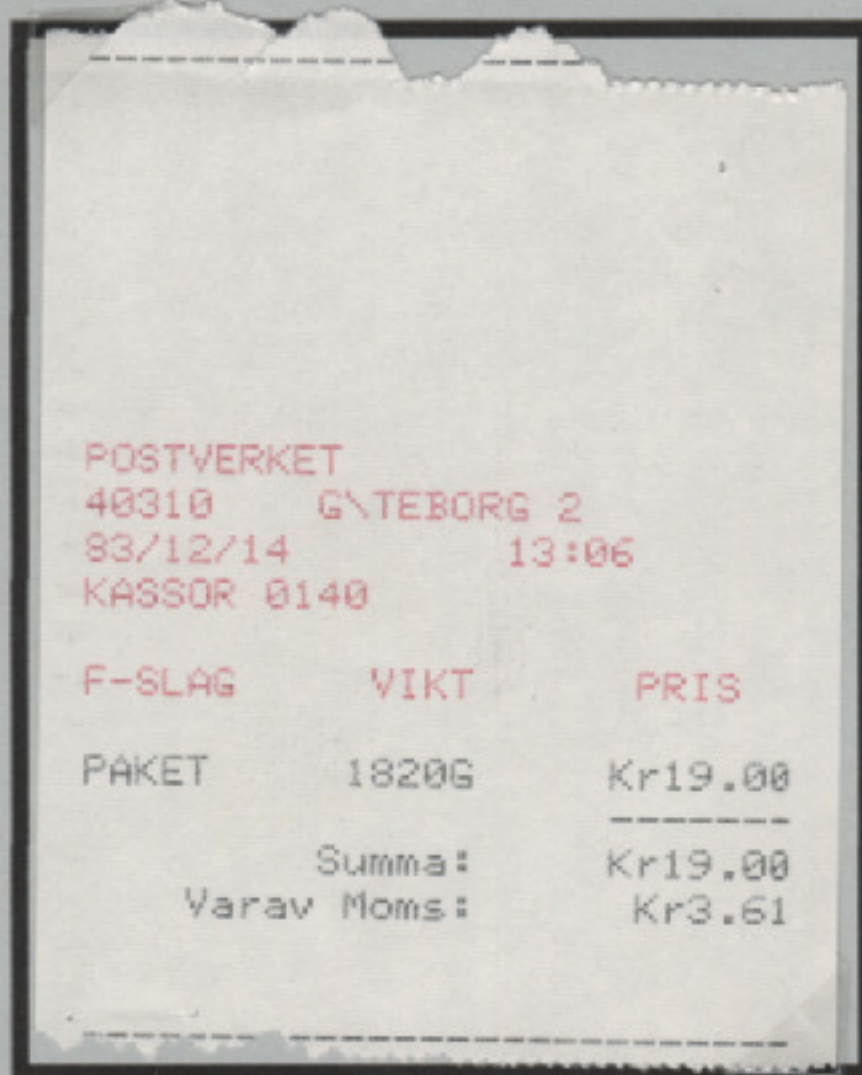 POSTVERKET
40310 G\TEBORG 2
83/12/14 13:06
KASSOR 0140
F-SLAG VIKT PRIS
PAKET 1820G Kr19.00
-------
Summa: Kr19.00
Varav Moms: Kr3.61